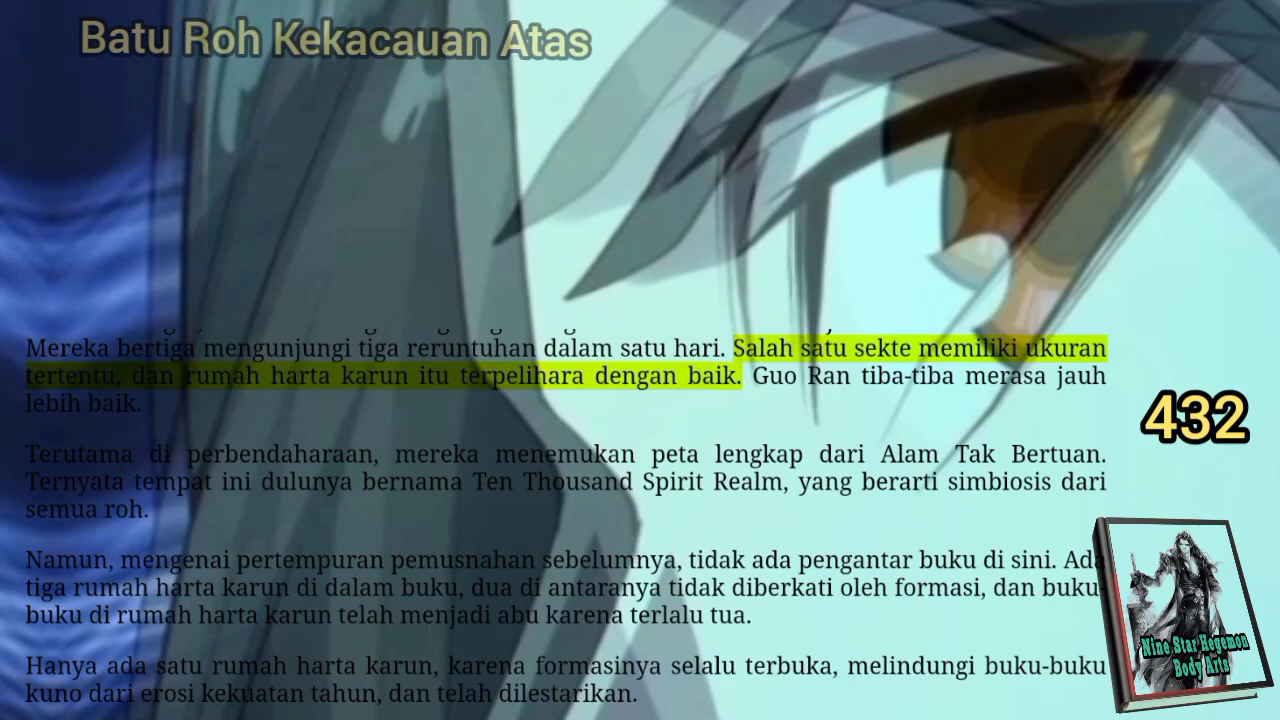 Batu Roh Kekacauan Atas
Mereka bertiga mengunjungi tiga reruntuhan dalam satu hari. Salah satu sekte memiliki ukuran
tertentu, dan rumah harta karun itu terpelihara dengan baik. Guo Ran tiba-tiba merasa jauh
lebih baik.
Terutama di perbendaharaan, mereka menemukan peta lengkap dari Alam Tak Bertuan.
Ternyata tempat ini dulunya bernama Ten Thousand Spirit Realm, yang berarti simbiosis dari
semua roh.
Namun, mengenai pertempuran pemusnahan sebelumnya, tidak ada pengantar buku di sini. Ada
tiga rumah harta karun di dalam buku, dua di antaranya tidak diberkati oleh formasi, dan buku-
buku di rumah harta karun telah menjadi abu karena terlalu tua.
Hanya ada satu rumah harta karun, karena formasinya selalu terbuka, melindungi buku-buku
kuno dari erosi kekuatan tahun, dan telah dilestarikan.
432
Nine Star Hegemon
Body Arts